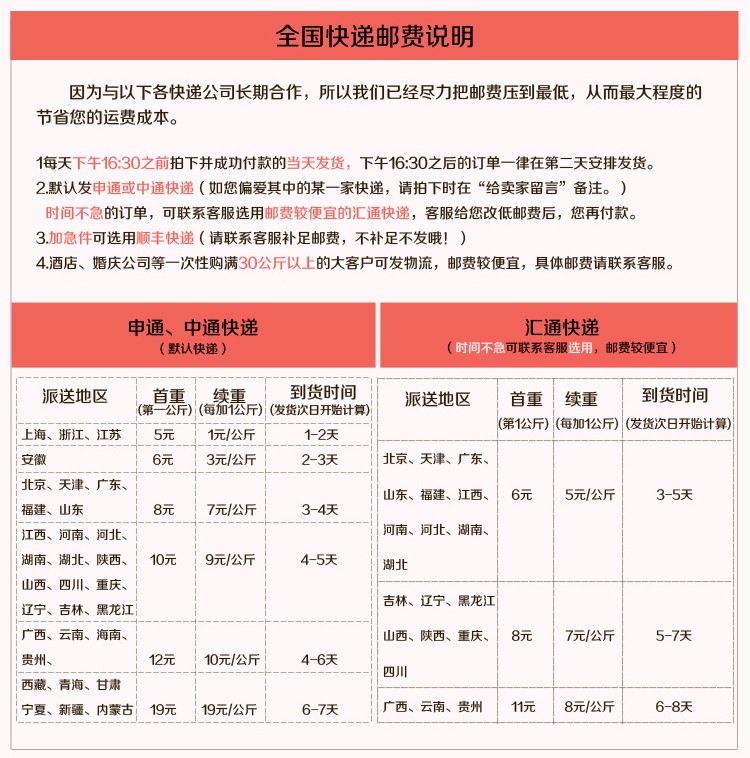 全国快递邮费说明
因为与以下各快递公司长期合作，所以我们已经尽力把邮费压到最低，从而最大程度的
节省您的运费成本。
1每天下午16:30之前拍下并成功付款的当天发货，下午16:30之后的订单一律在第二天安排发货。
2.默认发申通或中通快递（如您偏爱其中的某一家快递，请拍下时在“给卖家留言”备注。）
时间不急的订单，可联系客服选用邮费较便宜的汇通快递，客服给您改低邮费后，您再付款。
3.加急件可选用顺丰快递（请联系客服补足邮费，不补足不发哦！）
4.酒店、婚庆公司等一次性购满30公斤以上的大客户可发物流，邮费较便宜，具体邮费请联系客服。
申通、中通快递
（默认快递）
派送地区 首重 续重 到货时间
(第一公斤) (每加1公斤) (发货次日开始计算)
上海、浙江、江苏 5元 1元/公斤 1-2天
安徽 6元 3元/公斤 2-3天
北京、天津、广东、
福建、山东 8元 7元/公斤 3-4天
江西、河南、河北、
湖南、湖北、陕西、 10元 9元/公斤 4-5天
山西、四川、重庆、
辽宁、吉林、黑龙江
广西、云南、海南、
贵州、 12元 10元/公斤 4-6天
西藏、青海、甘肃
宁夏、新疆、内蒙古 19元 19元/公斤 6-7天
汇通快递
（时间不急可联系客服选用，邮费较便宜）
派送地区 首重 续重 到货时间
(第1公斤) (每加1公斤) (发货次日开始计算)
北京、天津、广东、
山东、福建、江西、 6元 5元/公斤 3-5天
河南、河北、湖南、
湖北
吉林、辽宁、黑龙江
山西、陕西、重庆、 8元 7元/公斤 5-7天
四川
广西、云南、贵州 11元 8元/公斤 6-8天